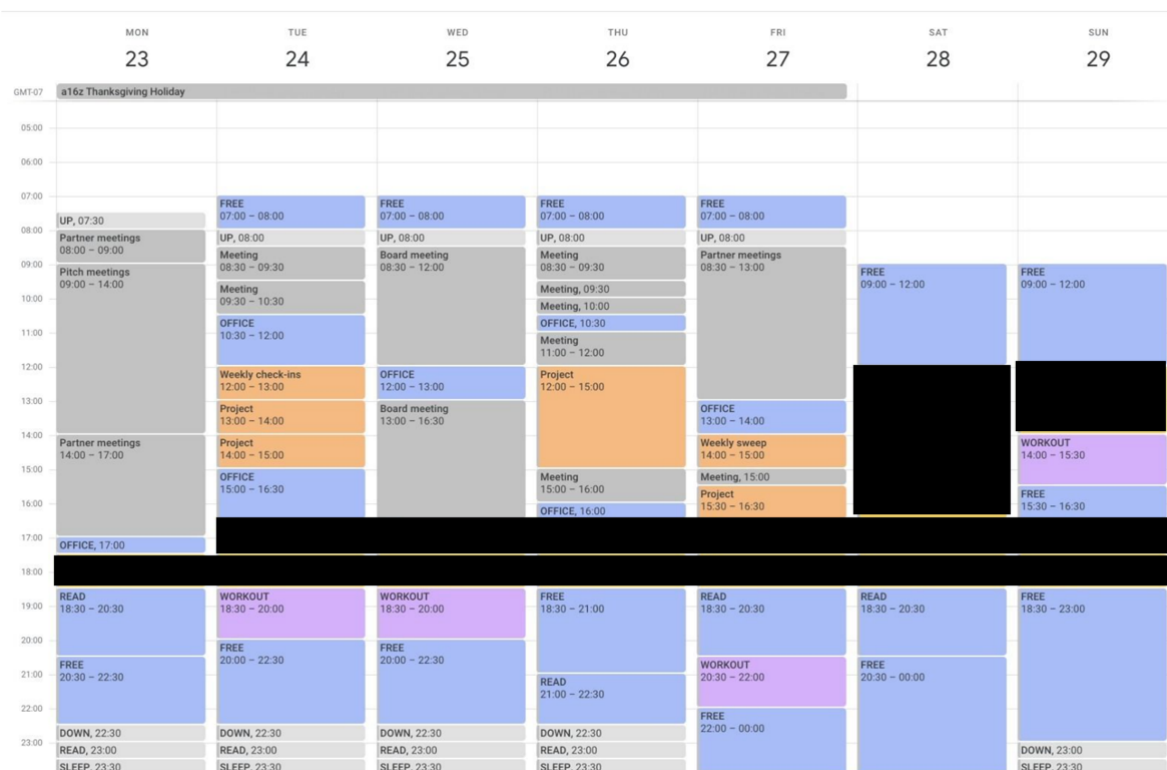 MON
TUE
WED
THU
FRI
SAT
SUN
23
24
25
26
27
28
29
GMT-07
a16z Thanksgiving Holiday
05:00
06:00
07:00
08:00
09:00
10:00
11:00
12:00
13:00
14:00
15:00
16:00
17:00
18:00
19:00
20:00
21:00
22:00
23:00
UP, 07:30
Partner meetings
08:00 – 09:00
Pitch meetings
09:00 – 14:00
Partner meetings
14:00 – 17:00
OFFICE, 17:00
READ
18:30 – 20:30
FREE
20:30 – 22:30
DOWN, 22:30
READ, 23:00
SLEEP, 23:30
FREE
07:00 – 08:00
UP, 08:00
Meeting
08:30 – 09:30
Meeting
09:30 – 10:30
OFFICE
10:30 – 12:00
Weekly check-ins
12:00 – 13:00
Project
13:00 – 14:00
Project
14:00 – 15:00
OFFICE
15:00 – 16:30
WORKOUT
18:30 – 20:00
FREE
20:00 – 22:30
DOWN, 22:30
READ, 23:00
SLEEP, 23:30
FREE
07:00 – 08:00
UP, 08:00
Board meeting
08:30 – 12:00
OFFICE
12:00 – 13:00
Board meeting
13:00 – 16:30
WORKOUT
18:30 – 20:00
FREE
20:00 – 22:30
DOWN, 22:30
READ, 23:00
SLEEP, 23:30
FREE
07:00 – 08:00
UP, 08:00
Meeting
08:30 – 09:30
Meeting, 09:30
Meeting, 10:00
OFFICE, 10:30
Meeting
11:00 – 12:00
Project
12:00 – 15:00
Meeting
15:00 – 16:00
OFFICE, 16:00
FREE
18:30 – 21:00
READ
21:00 – 22:30
DOWN, 22:30
READ, 23:00
SLEEP, 23:30
FREE
07:00 – 08:00
UP, 08:00
Partner meetings
08:30 – 13:00
OFFICE
13:00 – 14:00
Weekly sweep
14:00 – 15:00
Meeting, 15:00
Project
15:30 – 16:30
READ
18:30 – 20:30
WORKOUT
20:30 – 22:00
FREE
22:00 – 00:00
FREE
09:00 – 12:00
READ
18:30 – 20:30
FREE
20:30 – 00:00
FREE
09:00 – 12:00
WORKOUT
14:00 – 15:30
FREE
15:30 – 16:30
FREE
18:30 – 23:00
DOWN, 23:00
READ, 23:00
SLEEP, 23:30